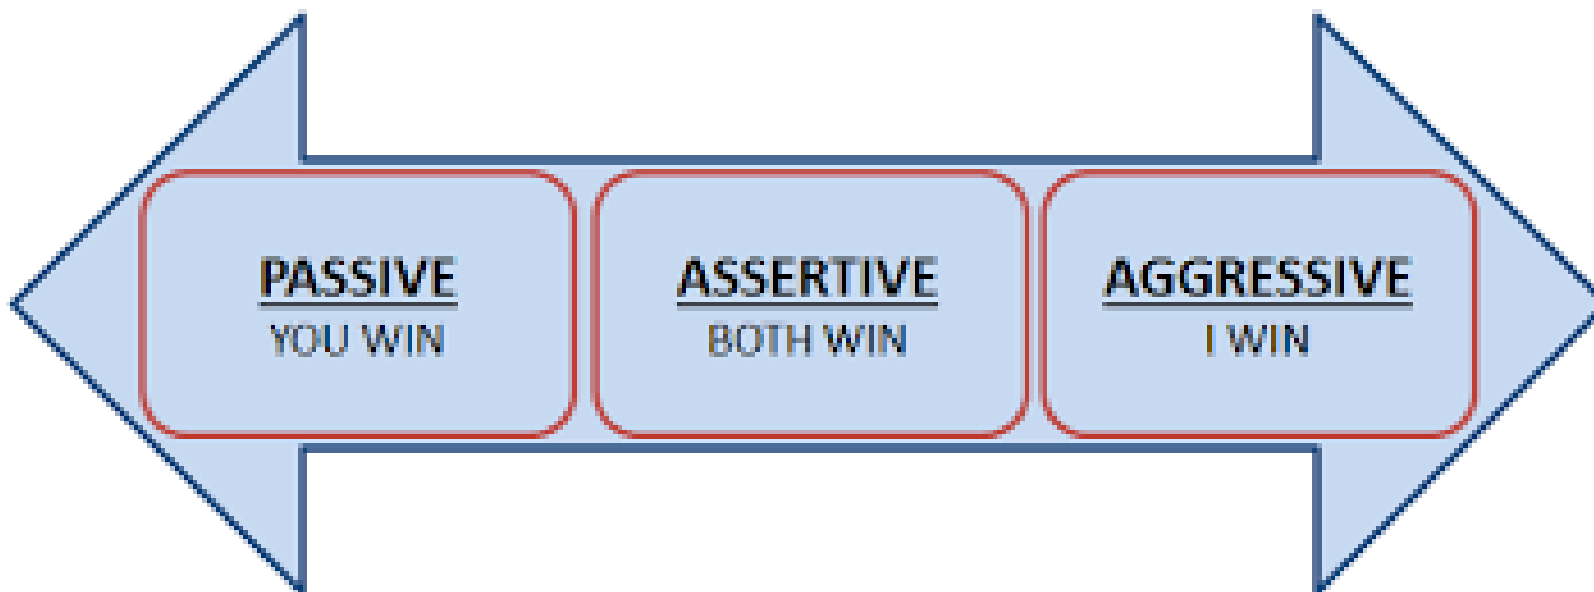 PASSIVE
YOU WIN
ASSERTIVE
BOTH WIN
AGGRESSIVE
I WIN